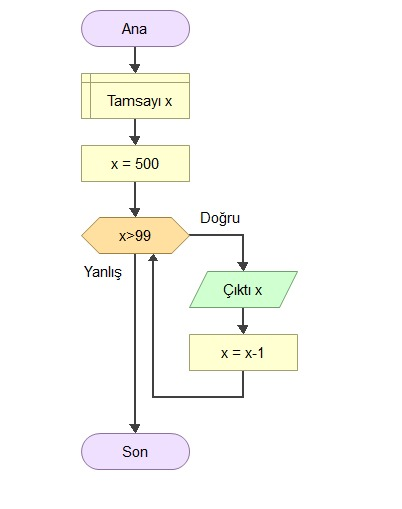 Ana
Tamsayı x
x = 500
x>99
Doğru
Yanlış
Çıktı x
x = x-1
Son